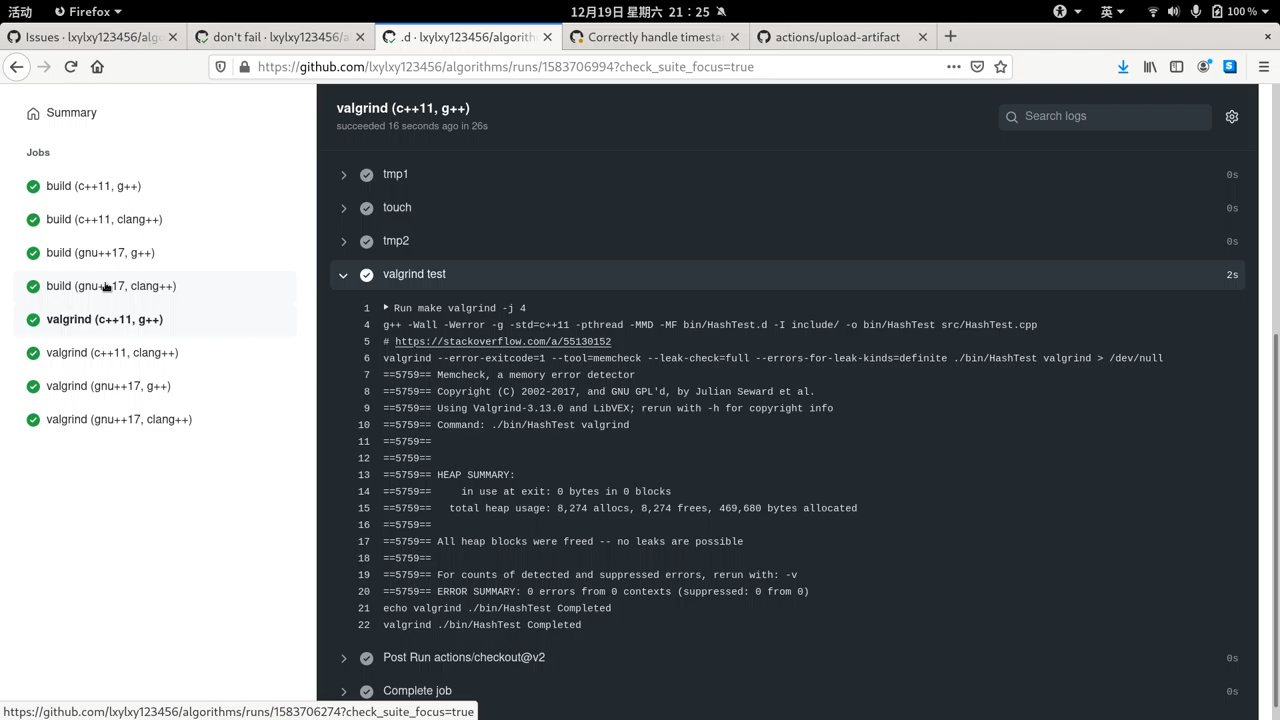 活动 Firefox 12月19日 星期六 21：25 英 100 %
Issues · lxylxy123456/algo
don't fail · lxylxy123456/a
.d · lxylxy123456/algorith
Correctly handle timesta
actions/upload-artifact
https://github.com/lxylxy123456/algorithms/runs/1583706994?check_suite_focus=true
Summary
Jobs
build (c++11, g++)
build (c++11, clang++)
build (gnu++17, g++)
build (gnu++17, clang++)
valgrind (c++11, g++)
valgrind (c++11, clang++)
valgrind (gnu++17, g++)
valgrind (gnu++17, clang++)
valgrind (c++11, g++)
succeeded 16 seconds ago in 26s
Search logs
tmp1 0s
touch 0s
tmp2 0s
valgrind test 2s
1 Run make valgrind -j 4
4 g++ -Wall -Werror -g -std=c++11 -pthread -MMD -MF bin/HashTest.d -I include/ -o bin/HashTest src/HashTest.cpp
5 # https://stackoverflow.com/a/55130152
6 valgrind --error-exitcode=1 --tool=memcheck --leak-check=full --errors-for-leak-kinds=definite ./bin/HashTest valgrind > /dev/null
7 ==5759== Memcheck, a memory error detector
8 ==5759== Copyright (C) 2002-2017, and GNU GPL'd, by Julian Seward et al.
9 ==5759== Using Valgrind-3.13.0 and LibVEX; rerun with -h for copyright info
10 ==5759== Command: ./bin/HashTest valgrind
11 ==5759==
12 ==5759==
13 ==5759== HEAP SUMMARY:
14 ==5759==     in use at exit: 0 bytes in 0 blocks
15 ==5759==   total heap usage: 8,274 allocs, 8,274 frees, 469,680 bytes allocated
16 ==5759==
17 ==5759== All heap blocks were freed -- no leaks are possible
18 ==5759==
19 ==5759== For counts of detected and suppressed errors, rerun with: -v
20 ==5759== ERROR SUMMARY: 0 errors from 0 contexts (suppressed: 0 from 0)
21 echo valgrind ./bin/HashTest Completed
22 valgrind ./bin/HashTest Completed
Post Run actions/checkout@v2 0s
Complete job 0s
https://github.com/lxylxy123456/algorithms/runs/1583706274?check_suite_focus=true